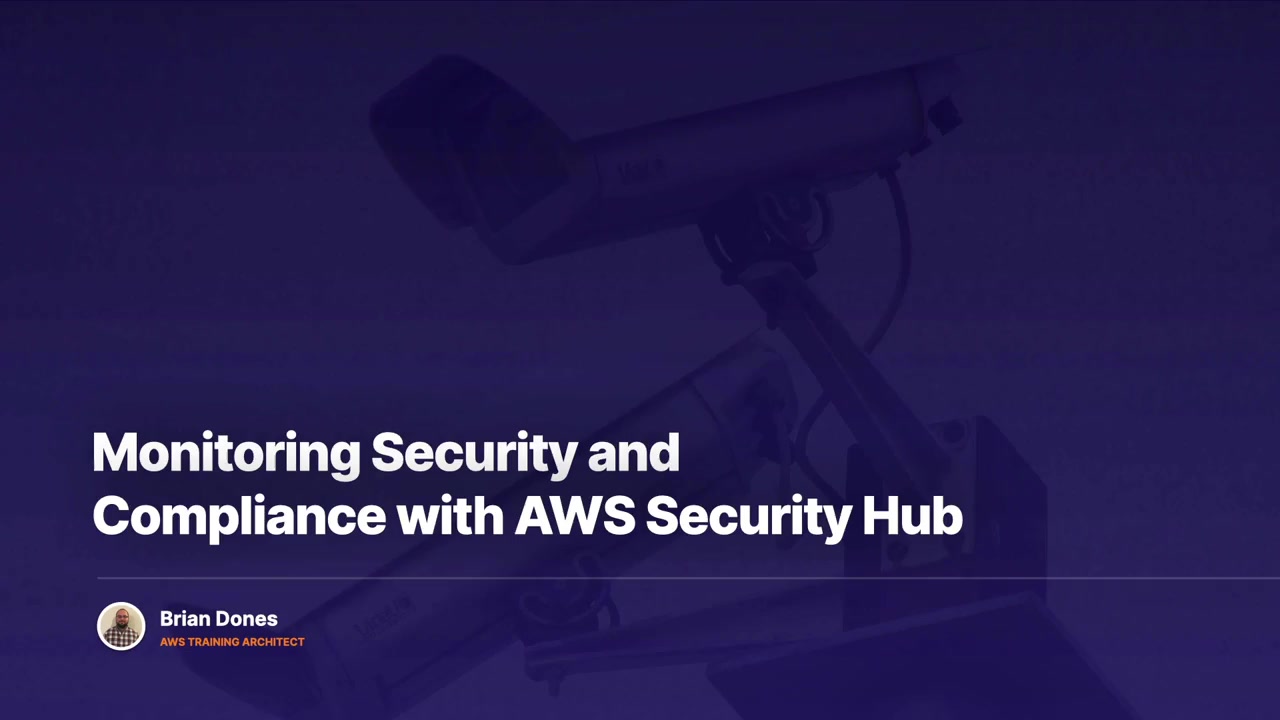 Monitoring Security and
Compliance with AWS Security Hub
Brian Dones
AWS TRAINING ARCHITECT